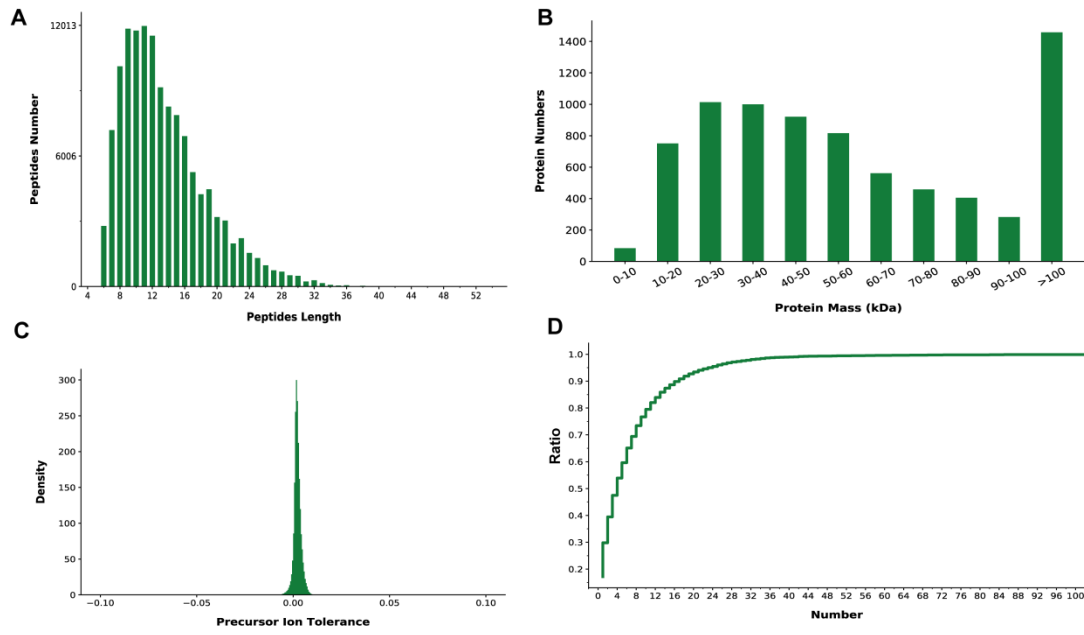 A
12013
6006
0
Peptides Number
4 8 12 16 20 24 28 32 36 40 44 48 52
Peptides Length
B
1400
1200
1000
800
600
400
200
0
Protein Numbers
0-10 10-20 20-30 30-40 40-50 50-60 60-70 70-80 80-90 90-100 >100
Protein Mass (kDa)
C
300
250
200
150
100
50
0
Density
−0.10 −0.05 0.00 0.05 0.10
Precursor Ion Tolerance
D
1.0
0.9
0.8
0.7
0.6
0.5
0.4
0.3
0.2
Ratio
0 4 8 12 16 20 24 28 32 36 40 44 48 52 56 60 64 68 72 76 80 84 88 92 96 100
Number